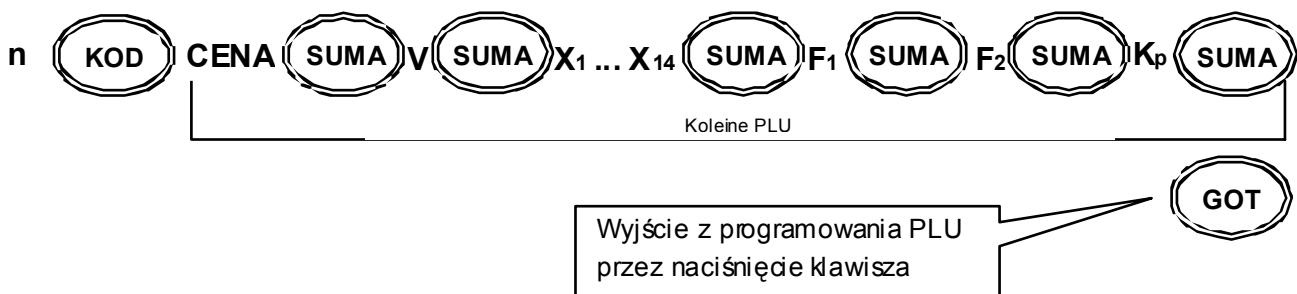 n KOD CENA SUMA V SUMA X1 ... X14 SUMA F1 SUMA F2 SUMA Kp SUMA
Koleine PLU
GOT
Wyjście z programowania PLU
przez naciśnięcie klawisza